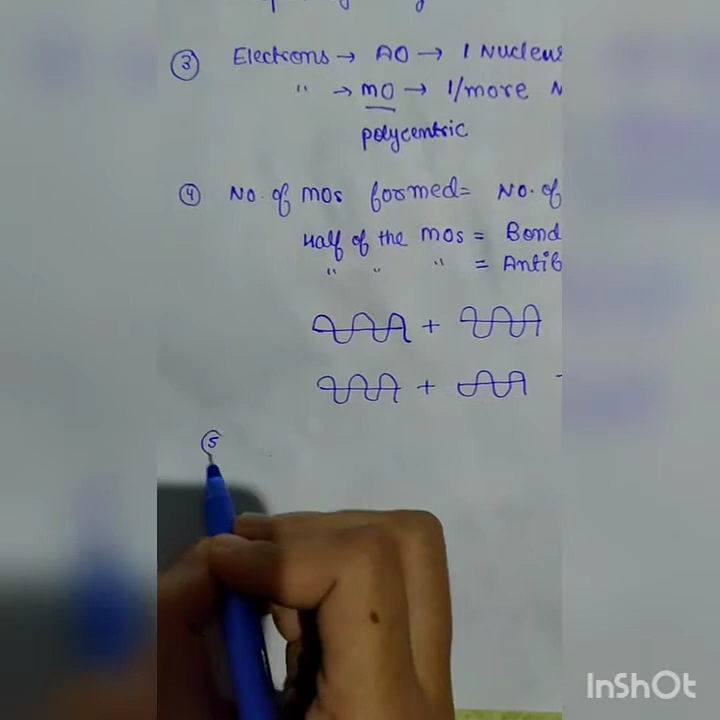 ③ Electrons → AO → 1 Nucleus
" → MO → 1/more N
polycentric
④ No. of MOs formed = No. of
Half of the MOs = Bond
" " " = Antib
+
+
⑤
InShOt